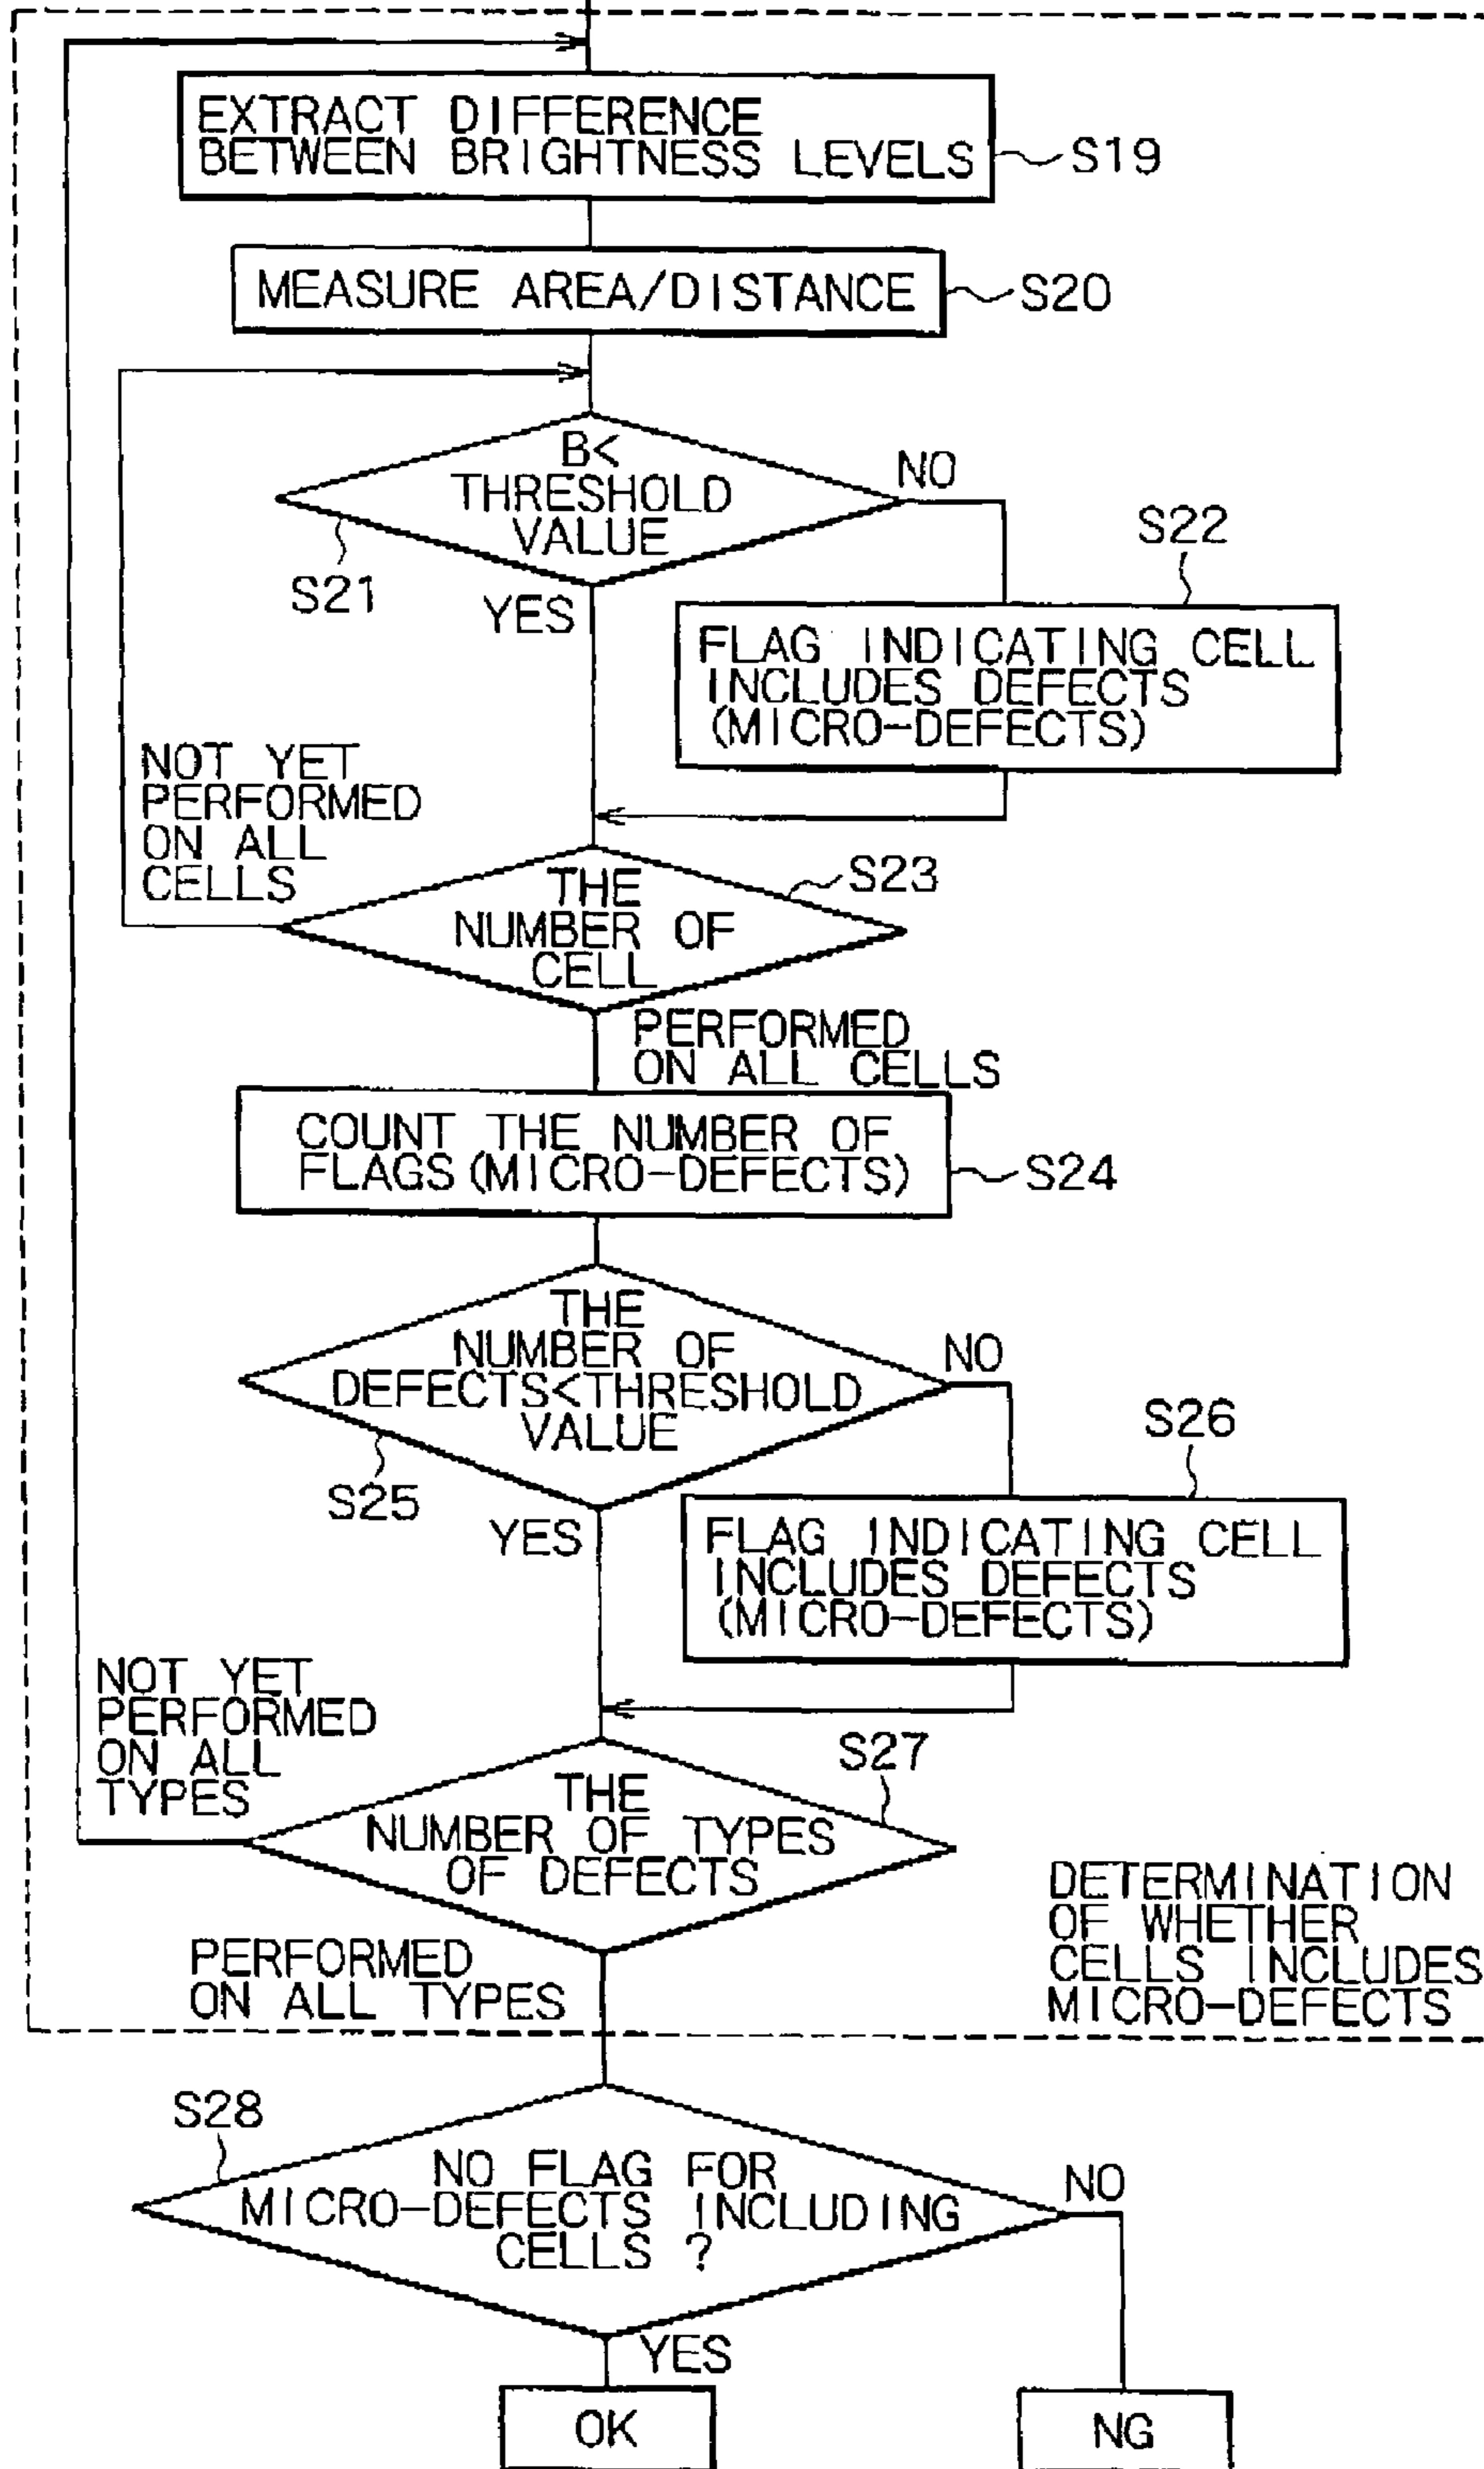 EXTRACT DIFFERENCE
BETWEEN BRIGHTNESS LEVELS
S19
MEASURE AREA/DISTANCE
S20
B<
THRESHOLD
VALUE
NO
S21
YES
S22
FLAG INDICATING CELL
INCLUDES DEFECTS
(MICRO-DEFECTS)
NOT YET
PERFORMED
ON ALL
CELLS
THE
NUMBER OF
CELL
S23
PERFORMED
ON ALL CELLS
COUNT THE NUMBER OF
FLAGS (MICRO-DEFECTS)
S24
THE
NUMBER OF
DEFECTS<THRESHOLD
VALUE
NO
S25
YES
S26
FLAG INDICATING CELL
INCLUDES DEFECTS
(MICRO-DEFECTS)
NOT YET
PERFORMED
ON ALL
TYPES
THE
NUMBER OF TYPES
OF DEFECTS
S27
PERFORMED
ON ALL TYPES
DETERMINATION
OF WHETHER
CELLS INCLUDES
MICRO-DEFECTS
S28
NO FLAG FOR
MICRO-DEFECTS INCLUDING
CELLS ?
NO
YES
OK
NG